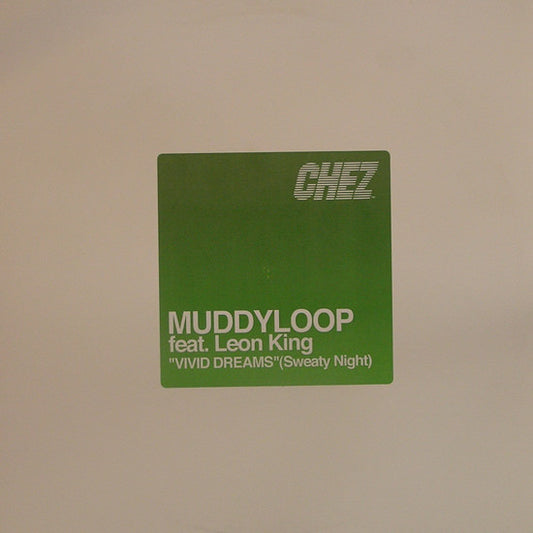 CHEZ
MUDDYLOOP
feat. Leon King
"VIVID DREAMS"(Sweaty Night)